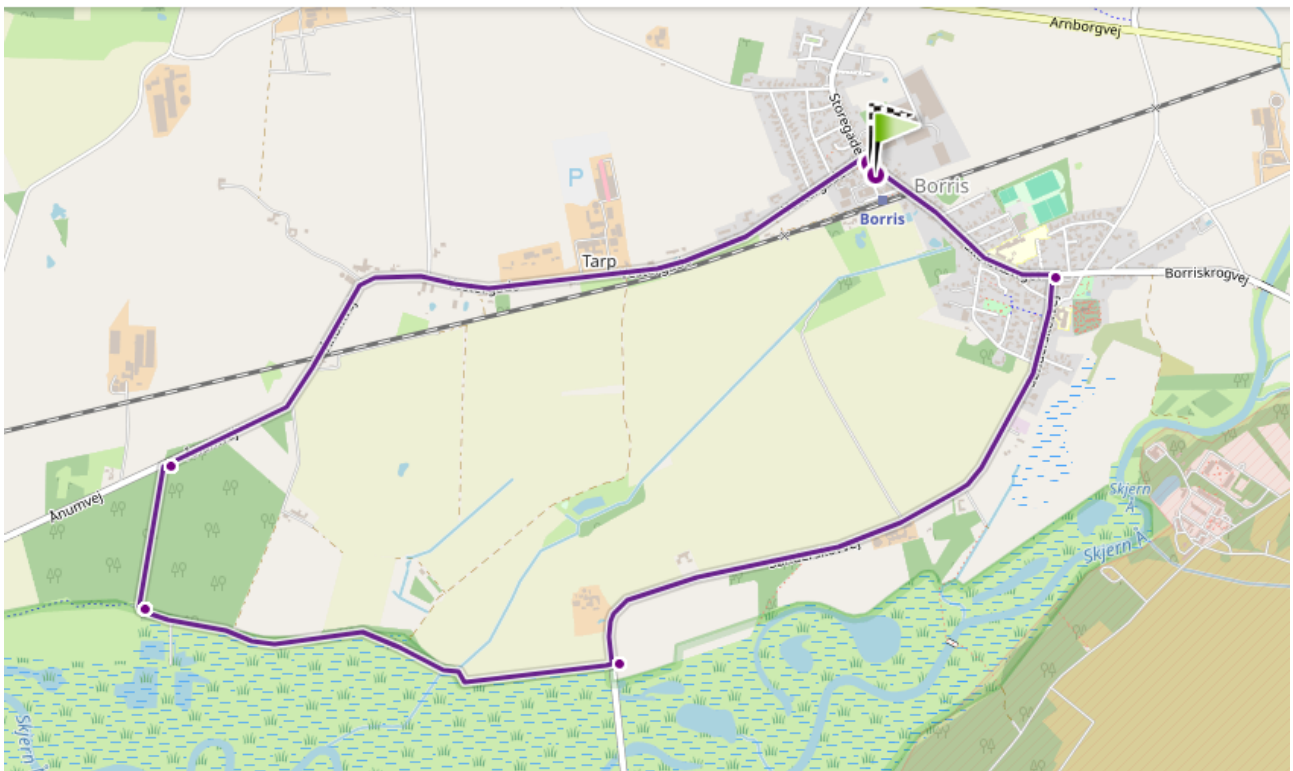 Arnborgvej
Storegade
P
Borris
Borris
Tarp
Borriskrogvej
Ånumvej
Skjern
Å
Skjern Å
Skjern